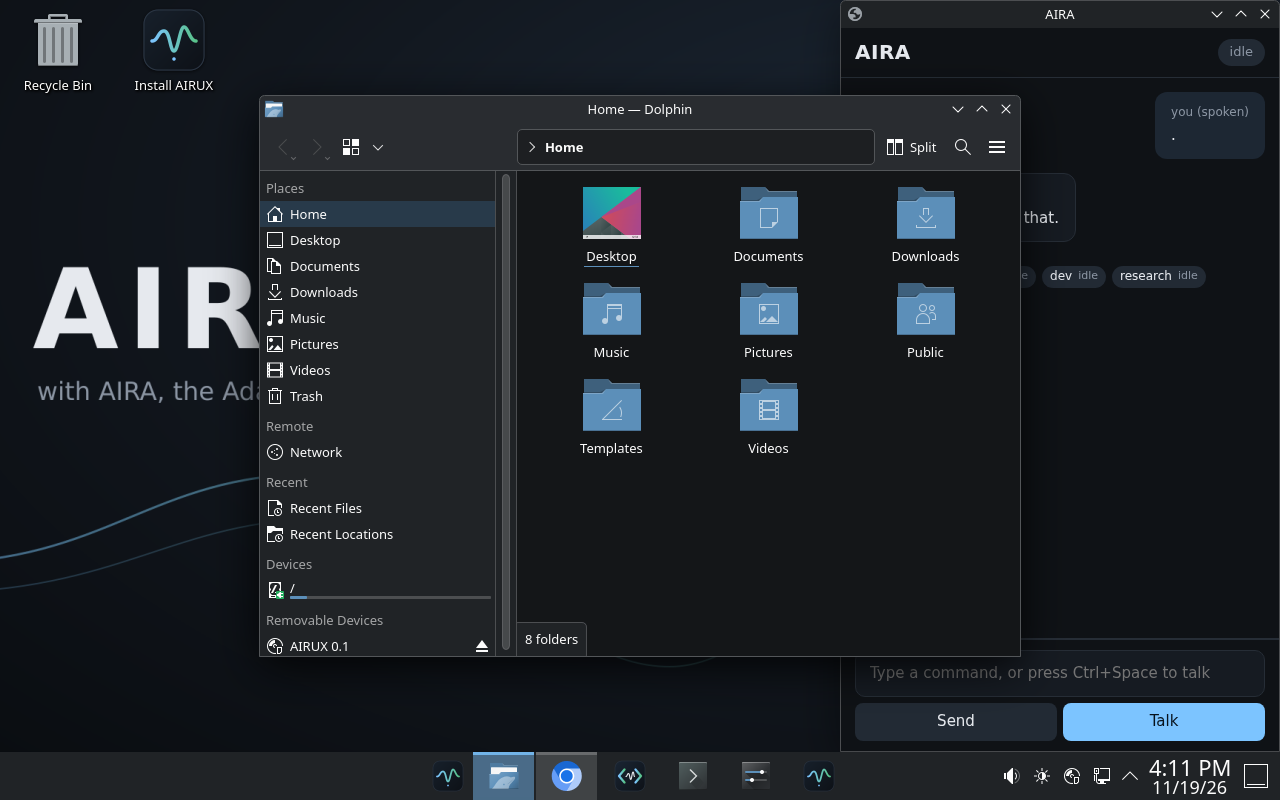 Recycle Bin
Install AIRUX
AIRA
AIRA
idle
you (spoken)
.
that.
dev idle
research idle
Type a command, or press Ctrl+Space to talk
Send
Talk
Home — Dolphin
Home
Split
Places
Home
Desktop
Documents
Downloads
Music
Pictures
Videos
Trash
Remote
Network
Recent
Recent Files
Recent Locations
Devices
/
Removable Devices
AIRUX 0.1
Desktop
Documents
Downloads
Music
Pictures
Public
Templates
Videos
8 folders
AIR
with AIRA, the Ada
4:11 PM
11/19/26